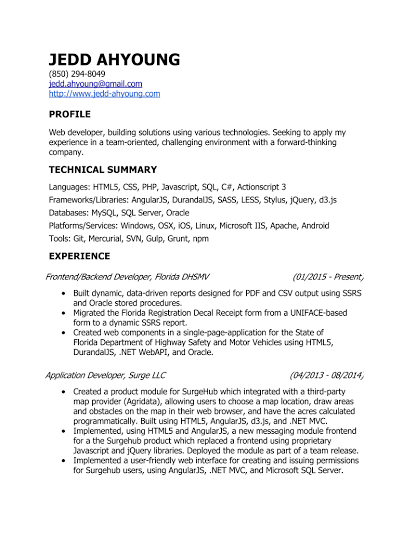 JEDD AHYOUNG
(850) 294-8049
jedd.ahyoung@gmail.com
http://www.jedd-ahyoung.com
PROFILE
Web developer, building solutions using various technologies. Seeking to apply my
experience in a team-oriented, challenging environment with a forward-thinking
company.
TECHNICAL SUMMARY
Languages: HTML5, CSS, PHP, Javascript, SQL, C#, Actionscript 3
Frameworks/Libraries: AngularJS, DurandalJS, SASS, LESS, Stylus, jQuery, d3.js
Databases: MySQL, SQL Server, Oracle
Platforms/Services: Windows, OSX, iOS, Linux, Microsoft IIS, Apache, Android
Tools: Git, Mercurial, SVN, Gulp, Grunt, npm
EXPERIENCE
Frontend/Backend Developer, Florida DHSMV (01/2015 - Present,
• Built dynamic, data-driven reports designed for PDF and CSV output using SSRS
and Oracle stored procedures.
• Migrated the Florida Registration Decal Receipt form from a UNIFACE-based
form to a dynamic SSRS report.
• Created web components in a single-page-application for the State of
Florida Department of Highway Safety and Motor Vehicles using HTML5,
DurandalJS, .NET WebAPI, and Oracle.
Application Developer, Surge LLC (04/2013 - 08/2014,
• Created a product module for SurgeHub which integrated with a third-party
map provider (Agridata), allowing users to choose a map location, draw areas
and obstacles on the map in their web browser, and have the acres calculated
programmatically. Built using HTML5, AngularJS, d3.js, and .NET MVC.
• Implemented, using HTML5 and AngularJS, a new messaging module frontend
for a the Surgehub product which replaced a frontend using proprietary
Javascript and jQuery libraries. Deployed the module as part of a team release.
• Implemented a user-friendly web interface for creating and issuing permissions
for Surgehub users, using AngularJS, .NET MVC, and Microsoft SQL Server.